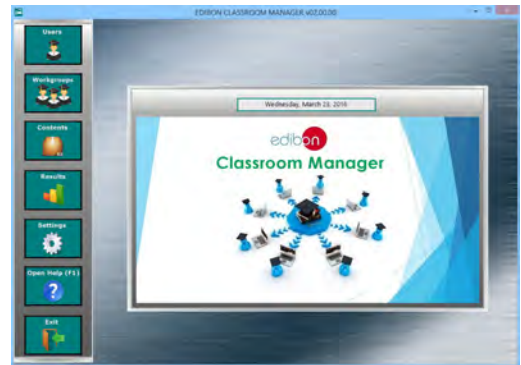 EDIBON CLASSROOM MANAGER v02.00.00
Users
Workgroups
Contents
Results
Settings
Open Help (F1)
Exit
Wednesday, March 23, 2016
edibon
Classroom Manager